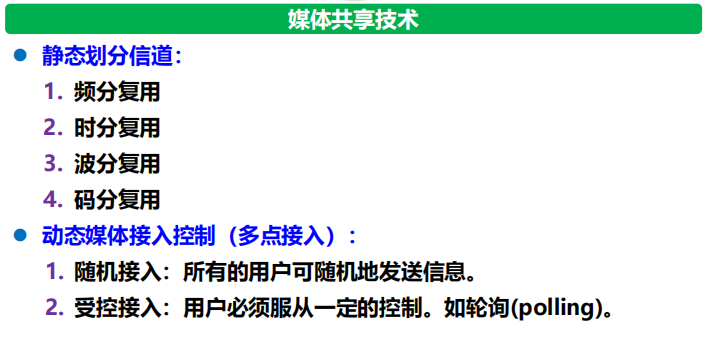 媒体共享技术
静态划分信道：
1. 频分复用
2. 时分复用
3. 波分复用
4. 码分复用
动态媒体接入控制（多点接入）：
1. 随机接入：所有的用户可随机地发送信息。
2. 受控接入：用户必须服从一定的控制。如轮询(polling)。